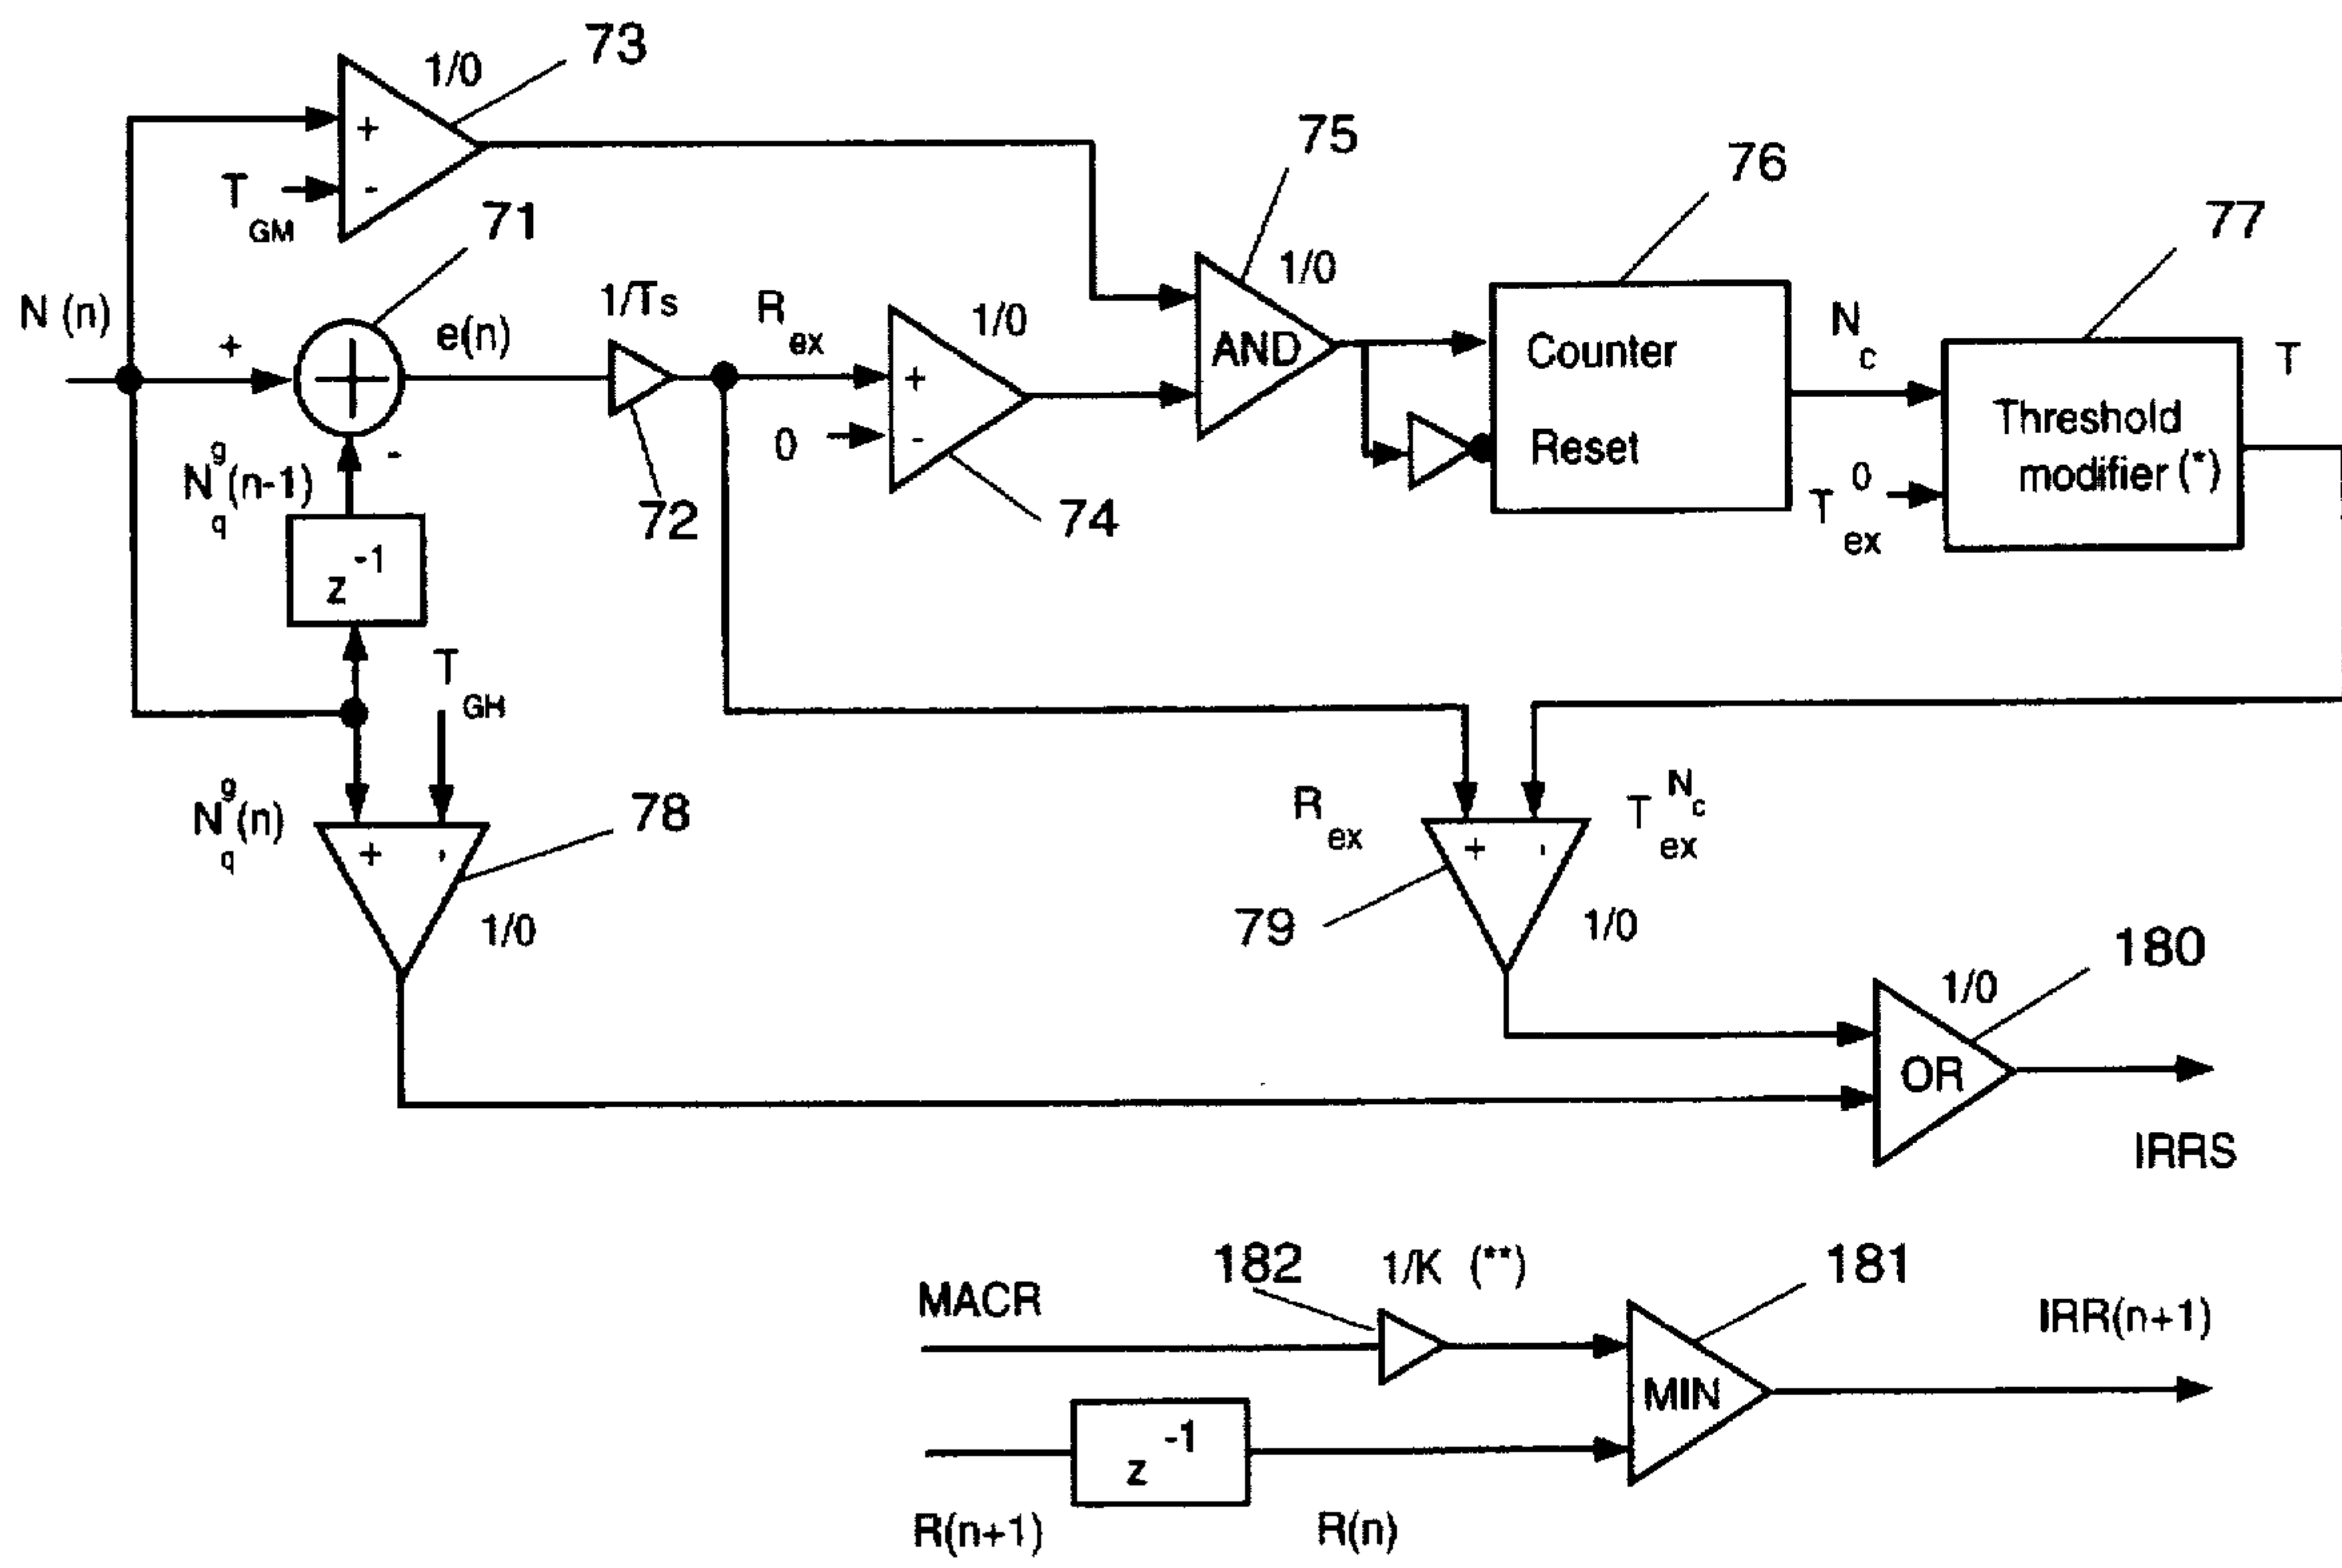 73
1/0
+
T GM
-
71
75
1/0
76
77
N (n)
+
e(n)
1/Ts
R ex
1/0
AND
Counter
N c
T
+
0
-
Reset
T ex 0
Threshold
modifier (*)
N q g (n-1)
-
72
74
z -1
T GH
N q g (n)
+
-
78
1/0
R ex
+
-
T ex N c
79
1/0
180
1/0
OR
IRRS
182
1/K (**)
181
MACR
MIN
IRR(n+1)
z -1
R(n+1)
R(n)